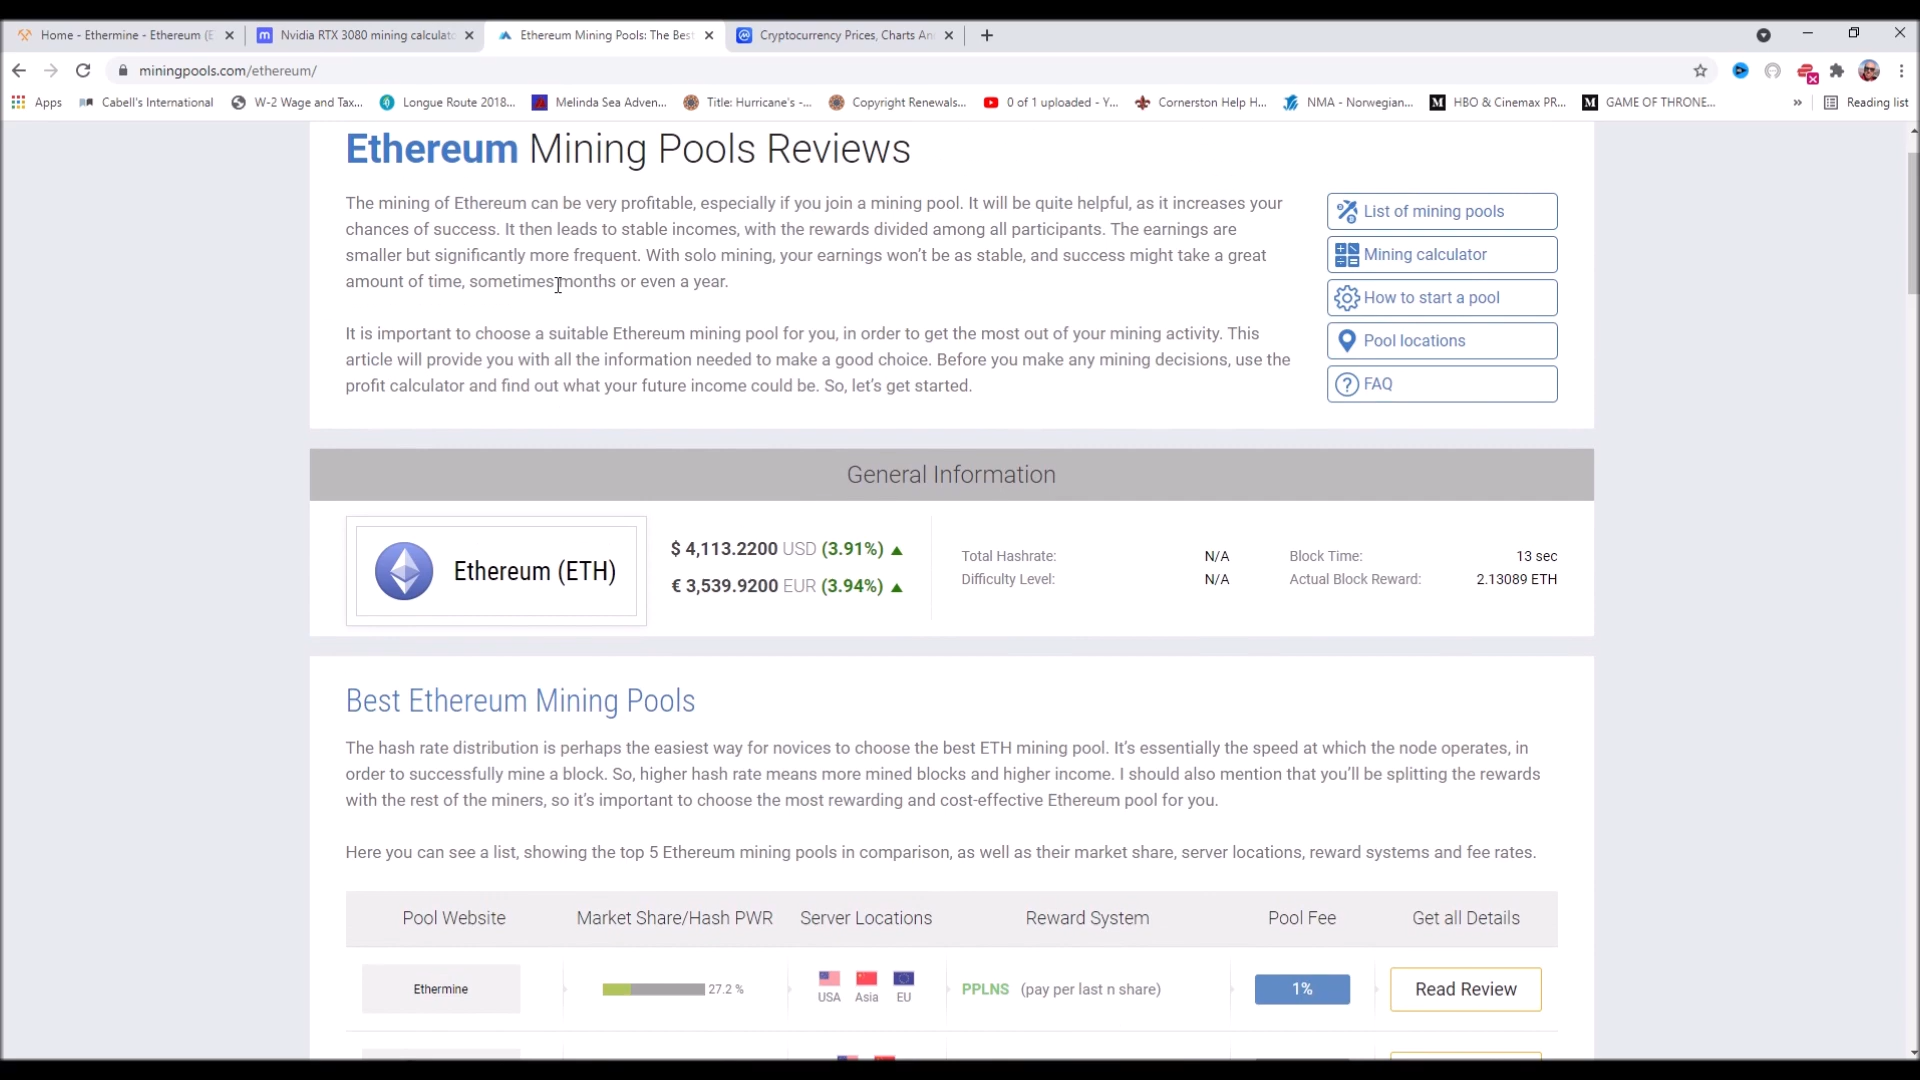 Home - Ethermine - Ethereum (E
Nvidia RTX 3080 mining calculato
Ethereum Mining Pools: The Best
Cryptocurrency Prices, Charts An
miningpools.com/ethereum/
Apps
Cabell's International
W-2 Wage and Tax...
Longue Route 2018...
Melinda Sea Adven...
Title: Hurricane's -...
Copyright Renewals...
0 of 1 uploaded - Y...
Cornerston Help H...
NMA - Norwegian...
HBO & Cinemax PR...
GAME OF THRONE...
»
Reading list
Ethereum Mining Pools Reviews
The mining of Ethereum can be very profitable, especially if you join a mining pool. It will be quite helpful, as it increases your
chances of success. It then leads to stable incomes, with the rewards divided among all participants. The earnings are
smaller but significantly more frequent. With solo mining, your earnings won't be as stable, and success might take a great
amount of time, sometimes months or even a year.
It is important to choose a suitable Ethereum mining pool for you, in order to get the most out of your mining activity. This
article will provide you with all the information needed to make a good choice. Before you make any mining decisions, use the
profit calculator and find out what your future income could be. So, let's get started.
List of mining pools
Mining calculator
How to start a pool
Pool locations
FAQ
General Information
Ethereum (ETH)
$ 4,113.2200 USD (3.91%) ▲
€ 3,539.9200 EUR (3.94%) ▲
Total Hashrate: N/A
Difficulty Level: N/A
Block Time: 13 sec
Actual Block Reward: 2.13089 ETH
Best Ethereum Mining Pools
The hash rate distribution is perhaps the easiest way for novices to choose the best ETH mining pool. It's essentially the speed at which the node operates, in
order to successfully mine a block. So, higher hash rate means more mined blocks and higher income. I should also mention that you'll be splitting the rewards
with the rest of the miners, so it's important to choose the most rewarding and cost-effective Ethereum pool for you.
Here you can see a list, showing the top 5 Ethereum mining pools in comparison, as well as their market share, server locations, reward systems and fee rates.
Pool Website Market Share/Hash PWR Server Locations Reward System Pool Fee Get all Details
Ethermine 27.2 % USA Asia EU PPLNS (pay per last n share) 1% Read Review